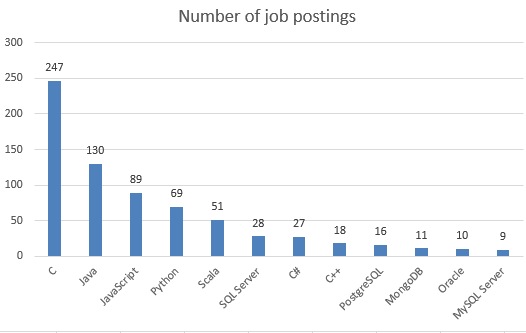 Number of job postings
300
250
200
150
100
50
0
247
130
89
69
51
28
27
18
16
11
10
9
C
Java
JavaScript
Python
Scala
SQL Server
C#
C++
PostgreSQL
MongoDB
Oracle
MySQL Server